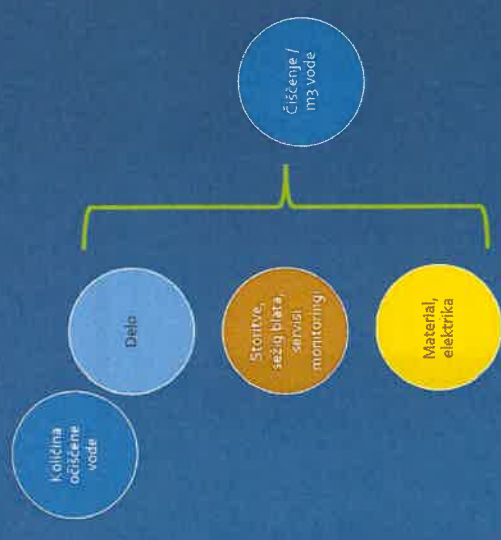 Količina
očiščene
vode
Delo
Storitve,
sežig blata,
servisi
monitoringi
Material,
elektrika
Čiščenje /
m3 vode